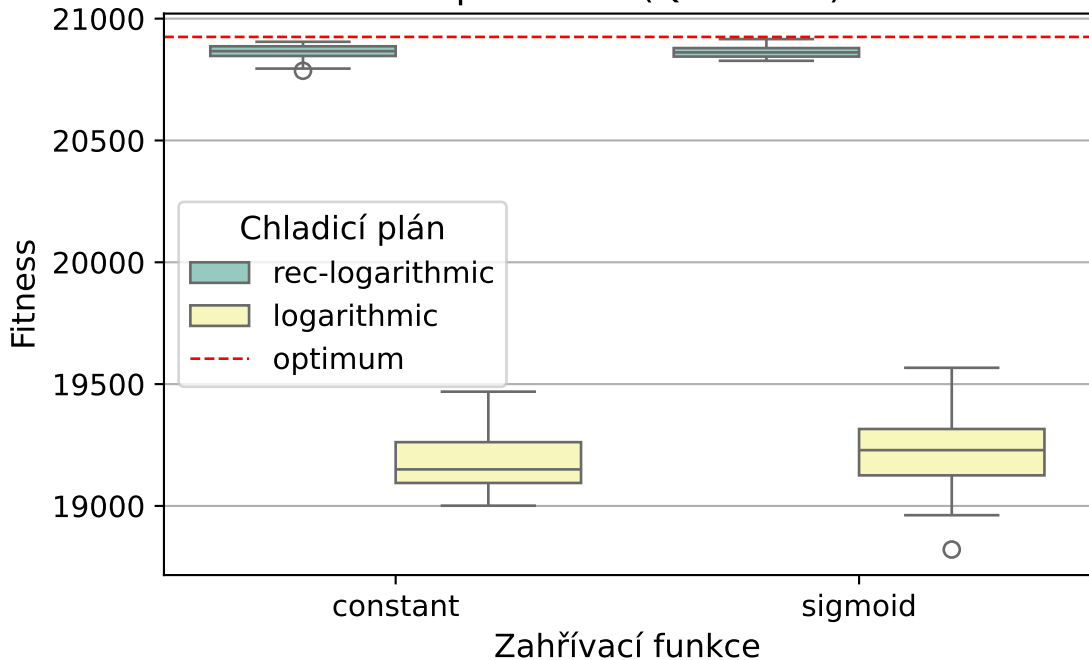 21000
20500
20000
19500
19000
Fitness
Chladicí plán
rec-logarithmic
logarithmic
optimum
constant
sigmoid
Zahřívací funkce